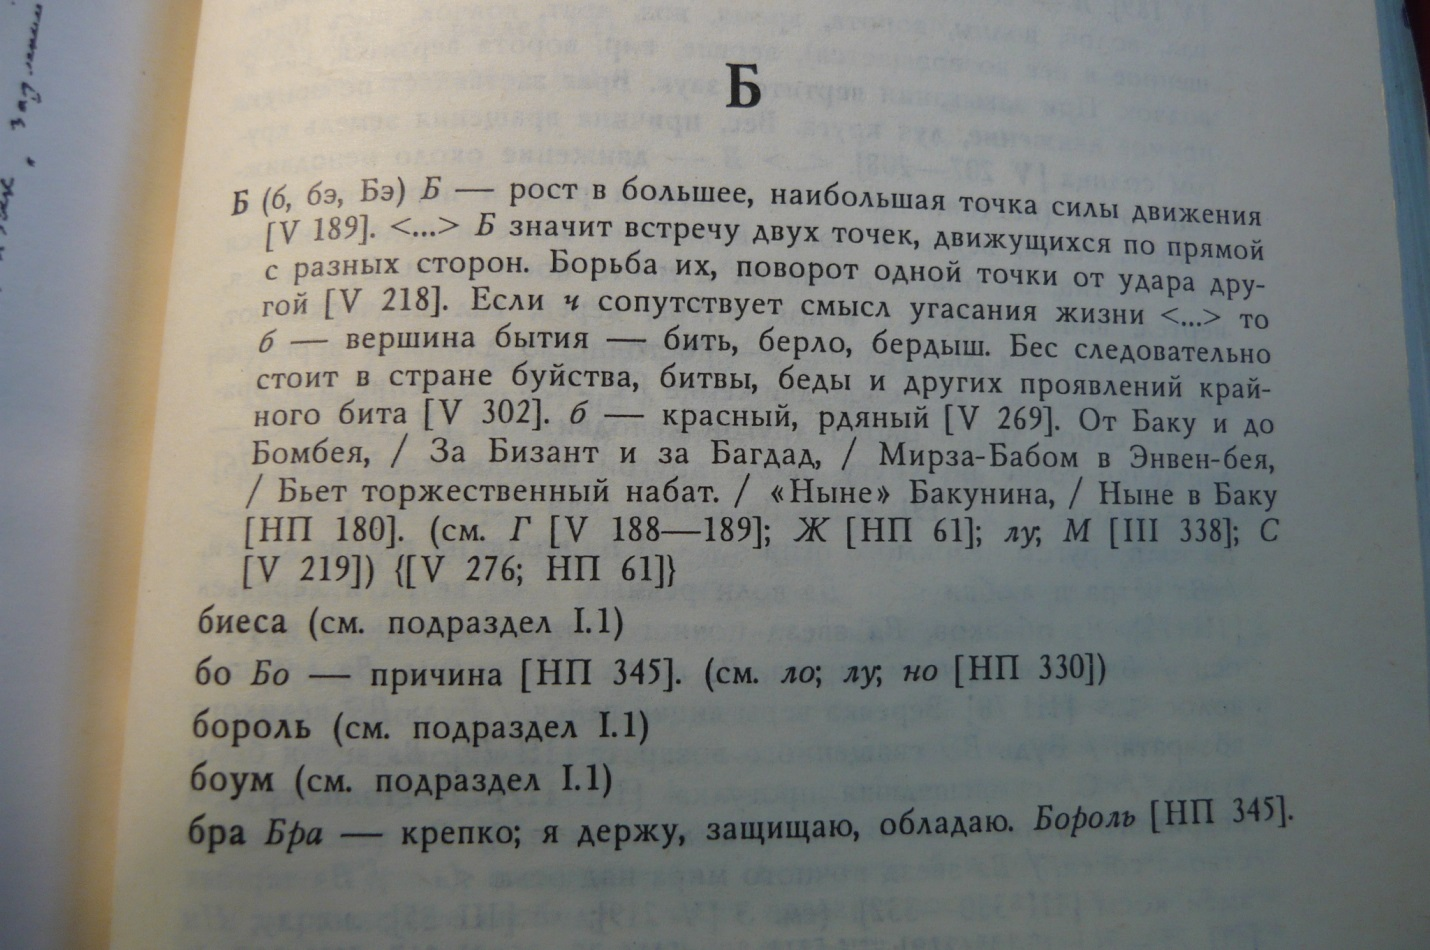 Б
Б (б, бэ, Бэ) Б — рост в большее, наибольшая точка силы движения
[V 189]. <...> Б значит встречу двух точек, движущихся по прямой
с разных сторон. Борьба их, поворот одной точки от удара дру-
гой [V 218]. Если ч сопутствует смысл угасания жизни <...> то
б — вершина бытия — бить, берло, бердыш. Бес следовательно
стоит в стране буйства, битвы, беды и других проявлений край-
ного бита [V 302]. б — красный, рдяный [V 269]. От Баку и до
Бомбея, / За Бизант и за Багдад, / Мирза-Бабом в Энвен-бея,
/ Бьет торжественный набат. / «Ныне» Бакунина, / Ныне в Баку
[НП 180]. (см. Г [V 188—189]; Ж [НП 61]; лу; М [III 338]; С
[V 219]) {[V 276; НП 61]}
биеса (см. подраздел I.1)
бо Бо — причина [НП 345]. (см. ло; лу; но [НП 330])
бороль (см. подраздел I.1)
боум (см. подраздел I.1)
бра Бра — крепко; я держу, защищаю, обладаю. Бороль [НП 345].